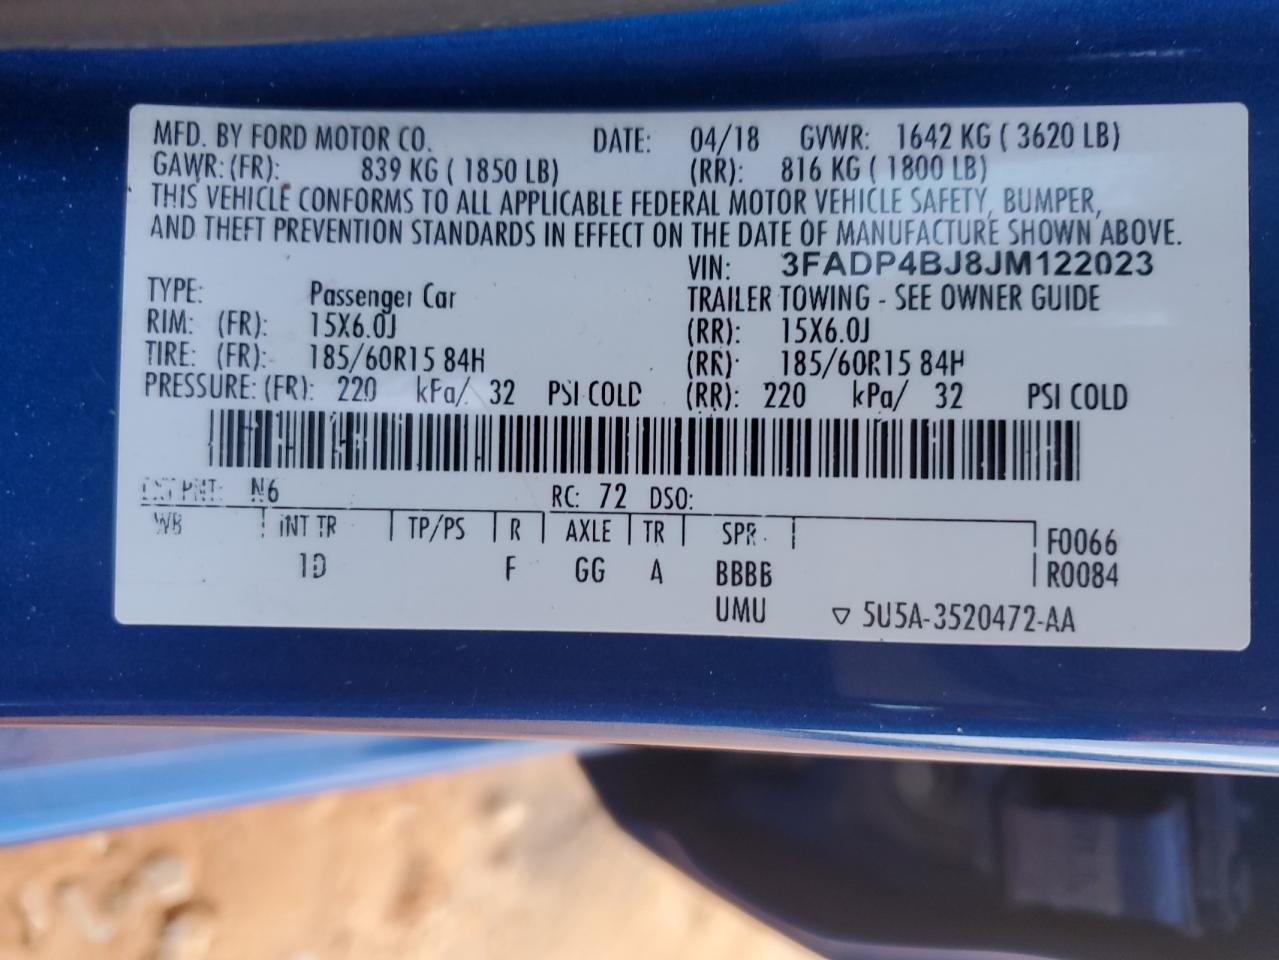 MFD. BY FORD MOTOR CO. DATE: 04/18 GVWR: 1642 KG ( 3620 LB)
GAWR: (FR): 839 KG ( 1850 LB) (RR): 816 KG ( 1800 LB)
THIS VEHICLE CONFORMS TO ALL APPLICABLE FEDERAL MOTOR VEHICLE SAFETY, BUMPER,
AND THEFT PREVENTION STANDARDS IN EFFECT ON THE DATE OF MANUFACTURE SHOWN ABOVE.
VIN: 3FADP4BJ8JM122023
TYPE: Passenger Car TRAILER TOWING - SEE OWNER GUIDE
RIM: (FR): 15X6.0J (RR): 15X6.0J
TIRE: (FR): 185/60R15 84H (RR): 185/60R15 84H
PRESSURE: (FR): 220 kPa/ 32 PSI COLD (RR): 220 kPa/ 32 PSI COLD
EXT PNT: N6 RC: 72 DSO:
WB INT TR TP/PS R AXLE TR SPR F0066
F GG A BBBB R0084
UMU ▽ 5U5A-3520472-AA